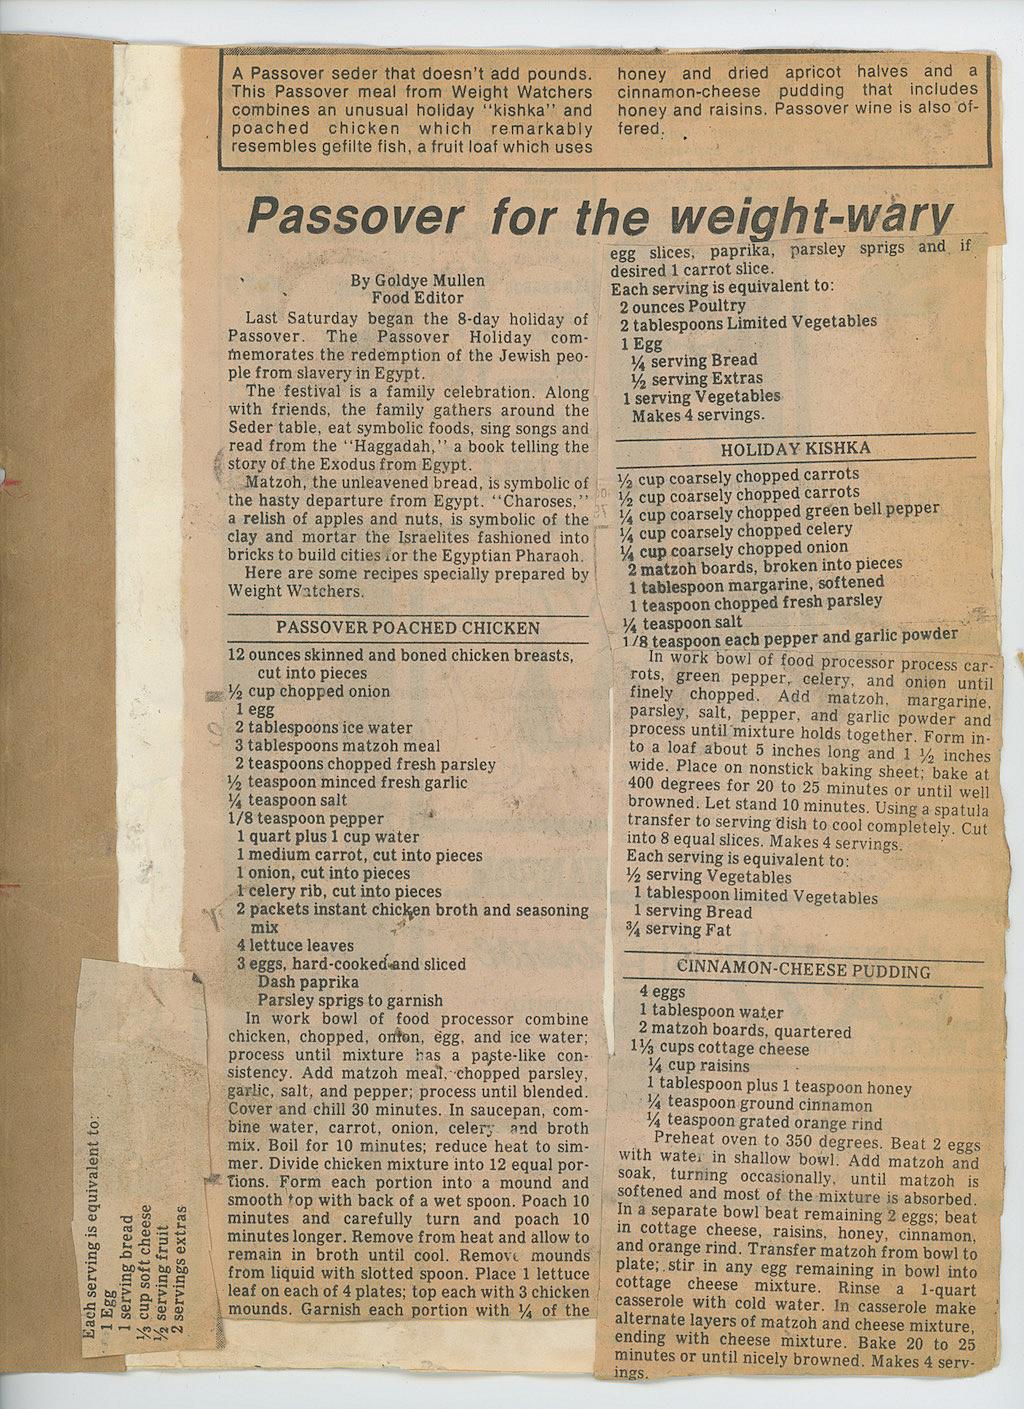 A Passover seder that doesn't add pounds.
This Passover meal from Weight Watchers
combines an unusual holiday "kishka" and
poached chicken which remarkably
resembles gefilte fish, a fruit loaf which uses
honey and dried apricot halves and a
cinnamon-cheese pudding that includes
honey and raisins. Passover wine is also of-
fered.
Passover for the weight-wary
By Goldye Mullen
Food Editor
Last Saturday began the 8-day holiday of
Passover. The Passover Holiday com-
memorates the redemption of the Jewish peo-
ple from slavery in Egypt.
The festival is a family celebration. Along
with friends, the family gathers around the
Seder table, eat symbolic foods, sing songs and
read from the "Haggadah," a book telling the
story of the Exodus from Egypt.
Matzoh, the unleavened bread, is symbolic of
the hasty departure from Egypt. "Charoses,"
a relish of apples and nuts, is symbolic of the
clay and mortar the Israelites fashioned into
bricks to build cities for the Egyptian Pharaoh.
Here are some recipes specially prepared by
Weight Watchers.
PASSOVER POACHED CHICKEN
12 ounces skinned and boned chicken breasts,
cut into pieces
½ cup chopped onion
1 egg
2 tablespoons ice water
3 tablespoons matzoh meal
2 teaspoons chopped fresh parsley
½ teaspoon minced fresh garlic
¼ teaspoon salt
1/8 teaspoon pepper
1 quart plus 1 cup water
1 medium carrot, cut into pieces
1 onion, cut into pieces
1 celery rib, cut into pieces
2 packets instant chicken broth and seasoning
mix
4 lettuce leaves
3 eggs, hard-cooked and sliced
Dash paprika
Parsley sprigs to garnish
In work bowl of food processor combine
chicken, chopped, onion, egg, and ice water;
process until mixture has a paste-like con-
sistency. Add matzoh meal, chopped parsley,
garlic, salt, and pepper; process until blended.
Cover and chill 30 minutes. In saucepan, com-
bine water, carrot, onion, celery and broth
mix. Boil for 10 minutes; reduce heat to sim-
mer. Divide chicken mixture into 12 equal por-
tions. Form each portion into a mound and
smooth top with back of a wet spoon. Poach 10
minutes and carefully turn and poach 10
minutes longer. Remove from heat and allow to
remain in broth until cool. Remove mounds
from liquid with slotted spoon. Place 1 lettuce
leaf on each of 4 plates; top each with 3 chicken
mounds. Garnish each portion with ¼ of the
egg slices, paprika, parsley sprigs and if
desired 1 carrot slice.
Each serving is equivalent to:
2 ounces Poultry
2 tablespoons Limited Vegetables
1 Egg
¼ serving Bread
½ serving Extras
1 serving Vegetables
Makes 4 servings.
HOLIDAY KISHKA
½ cup coarsely chopped carrots
½ cup coarsely chopped carrots
¼ cup coarsely chopped green bell pepper
¼ cup coarsely chopped celery
¼ cup coarsely chopped onion
2 matzoh boards, broken into pieces
1 tablespoon margarine, softened
1 teaspoon chopped fresh parsley
¼ teaspoon salt
1/8 teaspoon each pepper and garlic powder
In work bowl of food processor process car-
rots, green pepper, celery, and onion until
finely chopped. Add matzoh, margarine,
parsley, salt, pepper, and garlic powder and
process until mixture holds together. Form in-
to a loaf about 5 inches long and 1 ½ inches
wide. Place on nonstick baking sheet; bake at
400 degrees for 20 to 25 minutes or until well
browned. Let stand 10 minutes. Using a spatula
transfer to serving dish to cool completely. Cut
into 8 equal slices. Makes 4 servings.
Each serving is equivalent to:
½ serving Vegetables
1 tablespoon limited Vegetables
1 serving Bread
¾ serving Fat
CINNAMON-CHEESE PUDDING
4 eggs
1 tablespoon water
2 matzoh boards, quartered
1⅓ cups cottage cheese
¼ cup raisins
1 tablespoon plus 1 teaspoon honey
¼ teaspoon ground cinnamon
¼ teaspoon grated orange rind
Preheat oven to 350 degrees. Beat 2 eggs
with water in shallow bowl. Add matzoh and
soak, turning occasionally, until matzoh is
softened and most of the mixture is absorbed.
In a separate bowl beat remaining 2 eggs; beat
in cottage cheese, raisins, honey, cinnamon,
and orange rind. Transfer matzoh from bowl to
plate; stir in any egg remaining in bowl into
cottage cheese mixture. Rinse a 1-quart
casserole with cold water. In casserole make
alternate layers of matzoh and cheese mixture,
ending with cheese mixture. Bake 20 to 25
minutes or until nicely browned. Makes 4 serv-
ings.
Each serving is equivalent to:
1 Egg
1 serving bread
⅓ cup soft cheese
½ serving fruit
2 servings extras